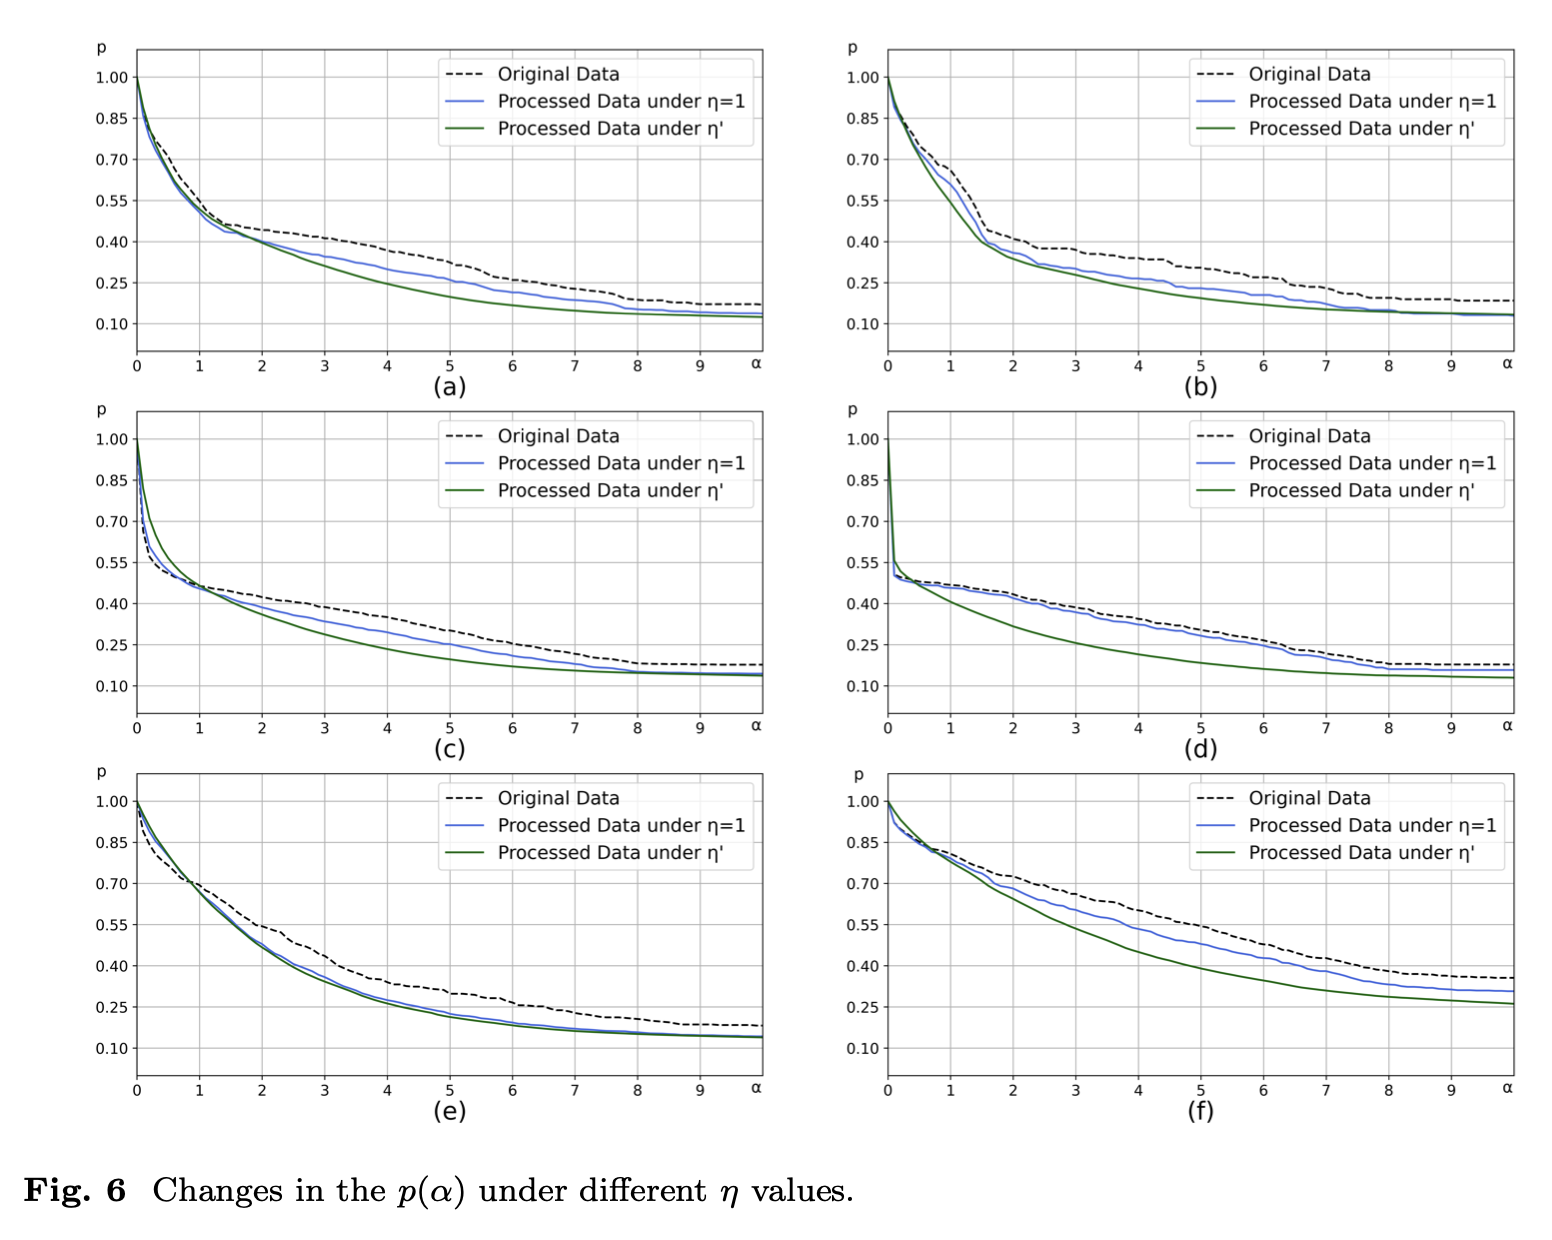 p
1.00
0.85
0.70
0.55
0.40
0.25
0.10
Original Data
Processed Data under η=1
Processed Data under η'
0 1 2 3 4 5 6 7 8 9 α
(a)
p
1.00
0.85
0.70
0.55
0.40
0.25
0.10
Original Data
Processed Data under η=1
Processed Data under η'
0 1 2 3 4 5 6 7 8 9 α
(b)
p
1.00
0.85
0.70
0.55
0.40
0.25
0.10
Original Data
Processed Data under η=1
Processed Data under η'
0 1 2 3 4 5 6 7 8 9 α
(c)
p
1.00
0.85
0.70
0.55
0.40
0.25
0.10
Original Data
Processed Data under η=1
Processed Data under η'
0 1 2 3 4 5 6 7 8 9 α
(d)
p
1.00
0.85
0.70
0.55
0.40
0.25
0.10
Original Data
Processed Data under η=1
Processed Data under η'
0 1 2 3 4 5 6 7 8 9 α
(e)
p
1.00
0.85
0.70
0.55
0.40
0.25
0.10
Original Data
Processed Data under η=1
Processed Data under η'
0 1 2 3 4 5 6 7 8 9 α
(f)
Fig. 6 Changes in the p(α) under different η values.